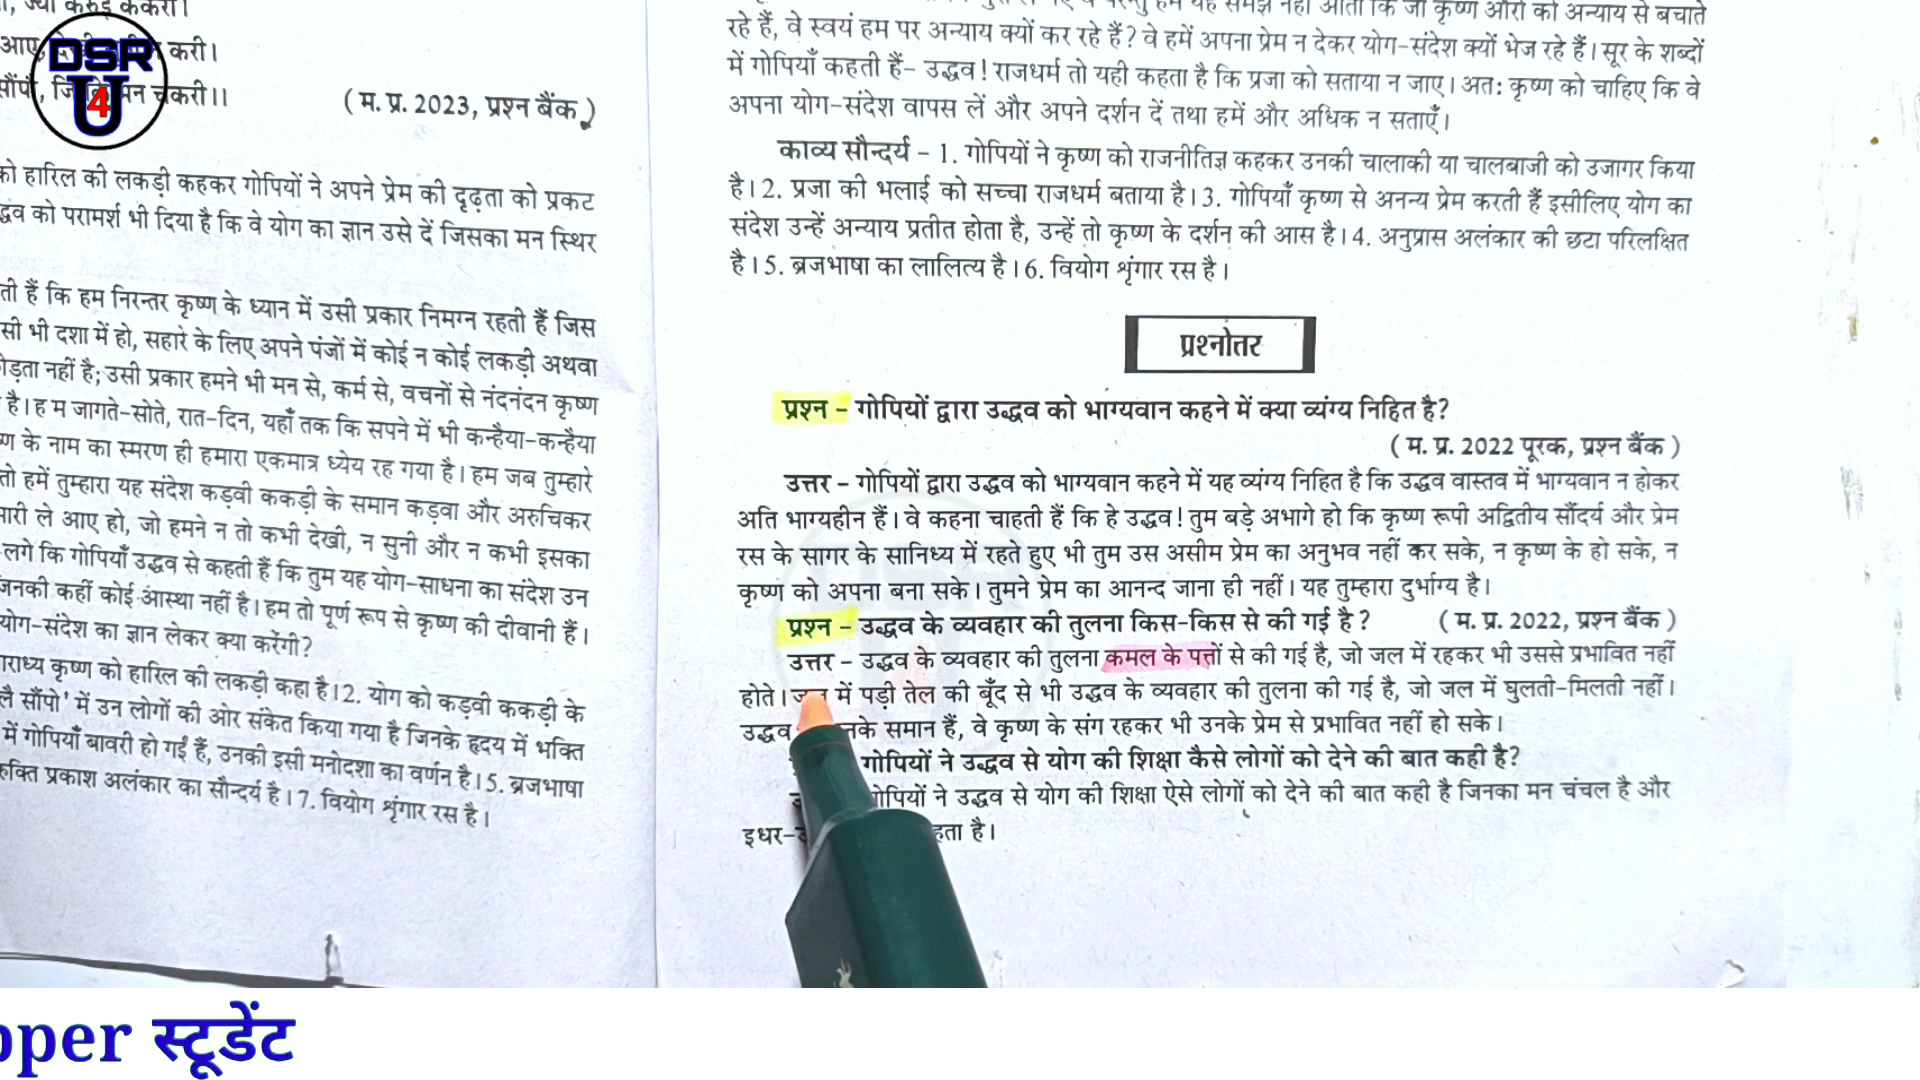 DSR
U
4
करी।
( म. प्र. 2023, प्रश्न बैंक )
को हारिल की लकड़ी कहकर गोपियों ने अपने प्रेम की दृढ़ता को प्रकट
द्धव को परामर्श भी दिया है कि वे योग का ज्ञान उसे दें जिसका मन स्थिर
ती हैं कि हम निरन्तर कृष्ण के ध्यान में उसी प्रकार निमग्न रहती हैं जिस
सी भी दशा में हो, सहारे के लिए अपने पंजों में कोई न कोई लकड़ी अथवा
नहीं है; उसी प्रकार हमने भी मन से, कर्म से, वचनों से नंदनंदन कृष्ण
है। ह म जागते-सोते, रात-दिन, यहाँ तक कि सपने में भी कन्हैया-कन्हैया
के नाम का स्मरण ही हमारा एकमात्र ध्येय रह गया है। हम जब तुम्हारे
तो हमें तुम्हारा यह संदेश कड़वी ककड़ी के समान कड़वा और अरुचिकर
ले आए हो, जो हमने न तो कभी देखी, न सुनी और न कभी इसका
लगे कि गोपियाँ उद्धव से कहती हैं कि तुम यह योग-साधना का संदेश उन
जिनकी कहीं कोई आस्था नहीं है। हम तो पूर्ण रूप से कृष्ण की दीवानी हैं।
योग-संदेश का ज्ञान लेकर क्या करेंगी?
राध्य कृष्ण को हारिल की लकड़ी कहा है। 2. योग को कड़वी ककड़ी के
लै सौंपो' में उन लोगों की ओर संकेत किया गया है जिनके हृदय में भक्ति
में गोपियाँ बावरी हो गईं हैं, उनकी इसी मनोदशा का वर्णन है। 5. ब्रजभाषा
रुक्ति प्रकाश अलंकार का सौन्दर्य है। 7. वियोग शृंगार रस है।
यह समझ नहीं आता कि जो कृष्ण औरों को अन्याय से बचाते
रहे हैं, वे स्वयं हम पर अन्याय क्यों कर रहे हैं? वे हमें अपना प्रेम न देकर योग-संदेश क्यों भेज रहे हैं। सूर के शब्दों
में गोपियाँ कहती हैं- उद्धव! राजधर्म तो यही कहता है कि प्रजा को सताया न जाए। अत: कृष्ण को चाहिए कि वे
अपना योग-संदेश वापस लें और अपने दर्शन दें तथा हमें और अधिक न सताएँ।
काव्य सौन्दर्य – 1. गोपियों ने कृष्ण को राजनीतिज्ञ कहकर उनकी चालाकी या चालबाजी को उजागर किया
है। 2. प्रजा की भलाई को सच्चा राजधर्म बताया है। 3. गोपियाँ कृष्ण से अनन्य प्रेम करती हैं इसीलिए योग का
संदेश उन्हें अन्याय प्रतीत होता है, उन्हें तो कृष्ण के दर्शन की आस है। 4. अनुप्रास अलंकार की छटा परिलक्षित
है। 5. ब्रजभाषा का लालित्य है। 6. वियोग शृंगार रस है।
प्रश्नोत्तर
प्रश्न – गोपियों द्वारा उद्धव को भाग्यवान कहने में क्या व्यंग्य निहित है?
( म. प्र. 2022 पूरक, प्रश्न बैंक )
उत्तर – गोपियों द्वारा उद्धव को भाग्यवान कहने में यह व्यंग्य निहित है कि उद्धव वास्तव में भाग्यवान न होकर
अति भाग्यहीन हैं। वे कहना चाहती हैं कि हे उद्धव! तुम बड़े अभागे हो कि कृष्ण रूपी अद्वितीय सौंदर्य और प्रेम
रस के सागर के सानिध्य में रहते हुए भी तुम उस असीम प्रेम का अनुभव नहीं कर सके, न कृष्ण के हो सके, न
कृष्ण को अपना बना सके। तुमने प्रेम का आनन्द जाना ही नहीं। यह तुम्हारा दुर्भाग्य है।
प्रश्न – उद्धव के व्यवहार की तुलना किस-किस से की गई है? ( म. प्र. 2022, प्रश्न बैंक )
उत्तर – उद्धव के व्यवहार की तुलना कमल के पत्तों से की गई है, जो जल में रहकर भी उससे प्रभावित नहीं
होते। जल में पड़ी तेल की बूँद से भी उद्धव के व्यवहार की तुलना की गई है, जो जल में घुलती-मिलती नहीं।
उद्धव नके समान हैं, वे कृष्ण के संग रहकर भी उनके प्रेम से प्रभावित नहीं हो सके।
गोपियों ने उद्धव से योग की शिक्षा कैसे लोगों को देने की बात कही है?
गोपियों ने उद्धव से योग की शिक्षा ऐसे लोगों को देने की बात कही है जिनका मन चंचल है और
इधर- हता है।
pper स्टूडेंट